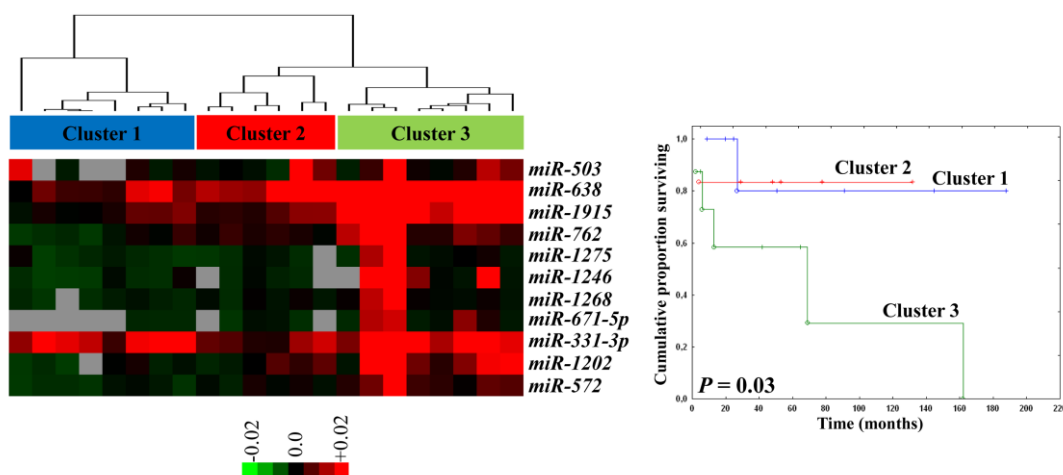 Cluster 1
Cluster 2
Cluster 3
miR-503
miR-638
miR-1915
miR-762
miR-1275
miR-1246
miR-1268
miR-671-5p
miR-331-3p
miR-1202
miR-572
-0.02
0.0
+0.02
Cumulative proportion surviving
1,0
0,8
0,6
0,4
0,2
0,0
Cluster 2
Cluster 1
Cluster 3
P = 0.03
0 20 40 60 80 100 120 140 160 180 200 220
Time (months)